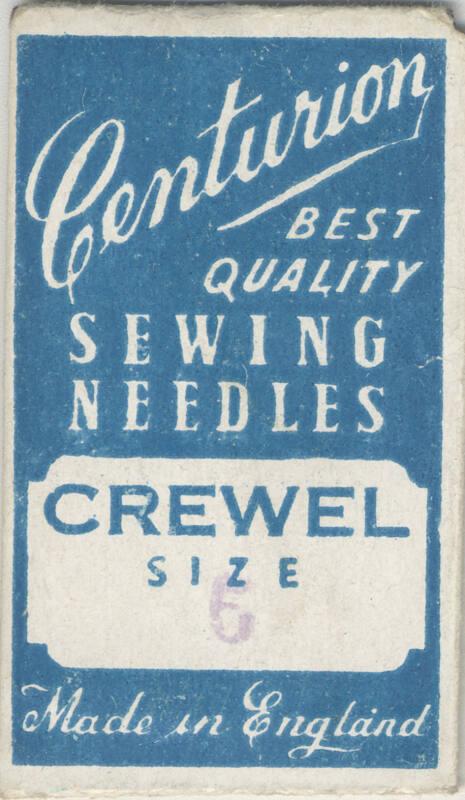 Centurion
BEST
QUALITY
SEWING
NEEDLES
CREWEL
SIZE
6
Made in England